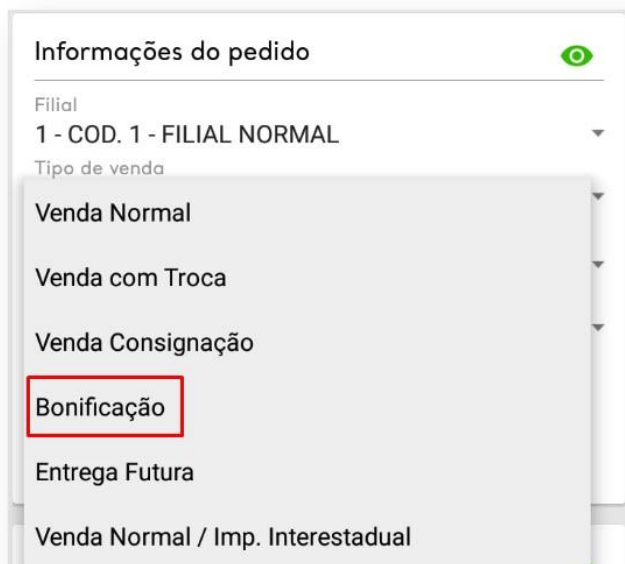 Informações do pedido
Filial
1 - COD. 1 - FILIAL NORMAL
Tipo de venda
Venda Normal
Venda com Troca
Venda Consignação
Bonificação
Entrega Futura
Venda Normal / Imp. Interestadual